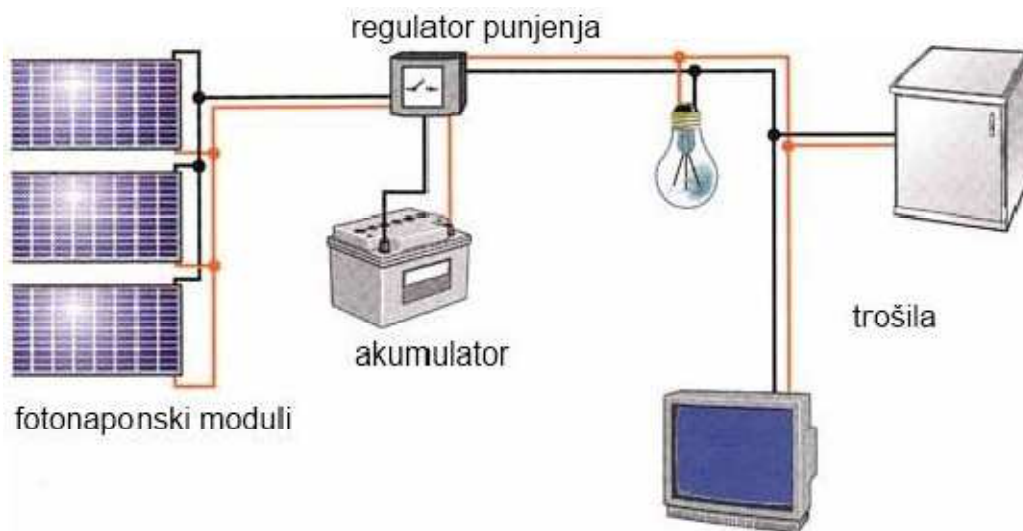 regulator punjenja
trošila
akumulator
fotonaponski moduli